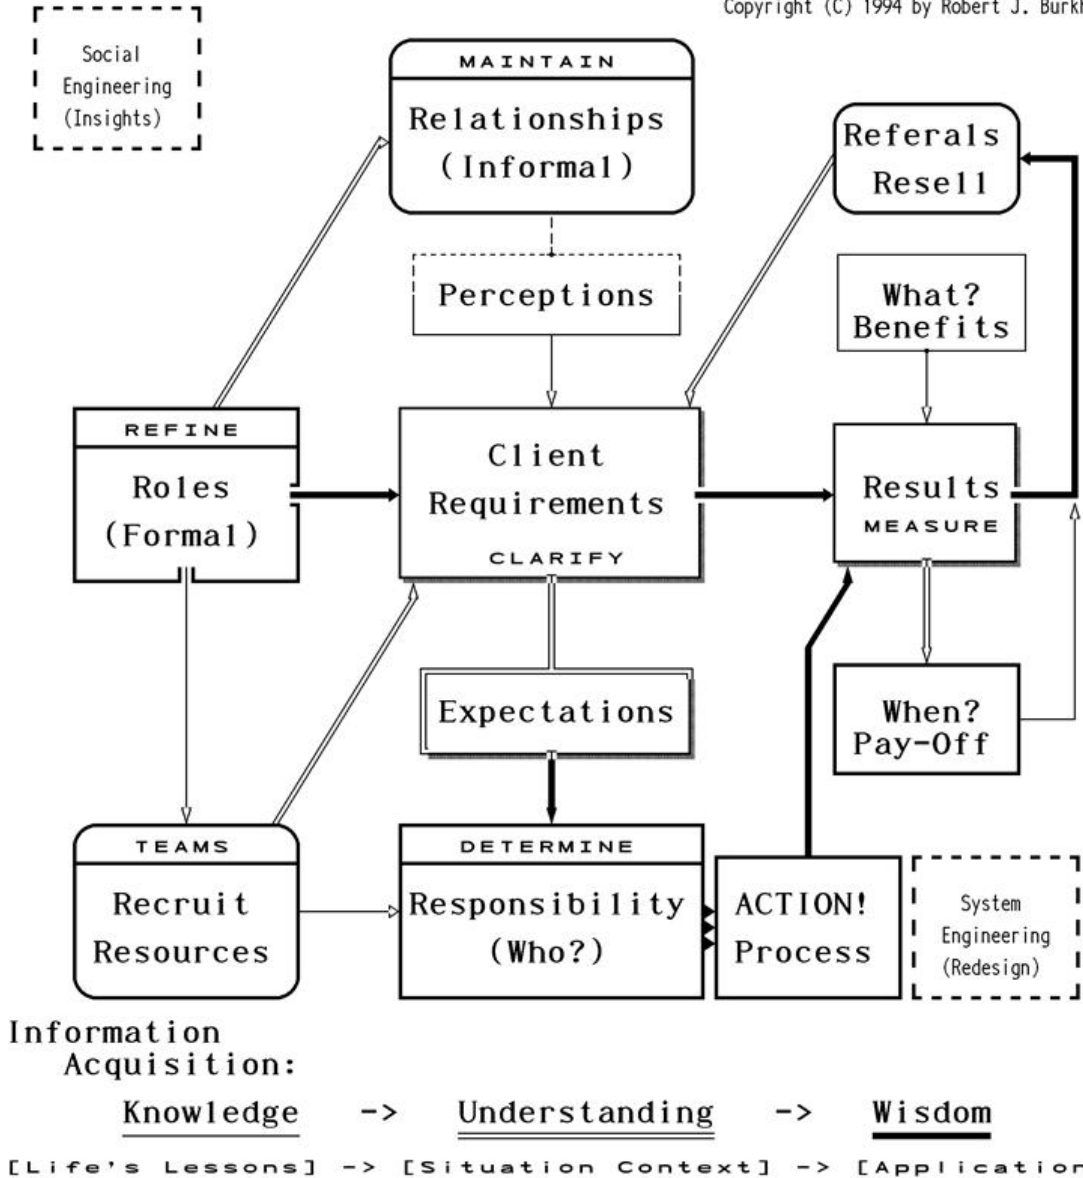 Copyright (C) 1994 by Robert J.
Social
Engineering
(Insights)
MAINTAIN
Relationships
(Informal)
Referals
Resell
Perceptions
What?
Benefits
REFINE
Roles
(Formal)
Client
Requirements
CLARIFY
Results
MEASURE
Expectations
When?
Pay-Off
TEAMS
Recruit
Resources
DETERMINE
Responsibility
(Who?)
ACTION!
Process
System
Engineering
(Redesign)
Information
Acquisition:
Knowledge -> Understanding -> Wisdom
[Life's Lessons] -> [Situation Context] -> [Application